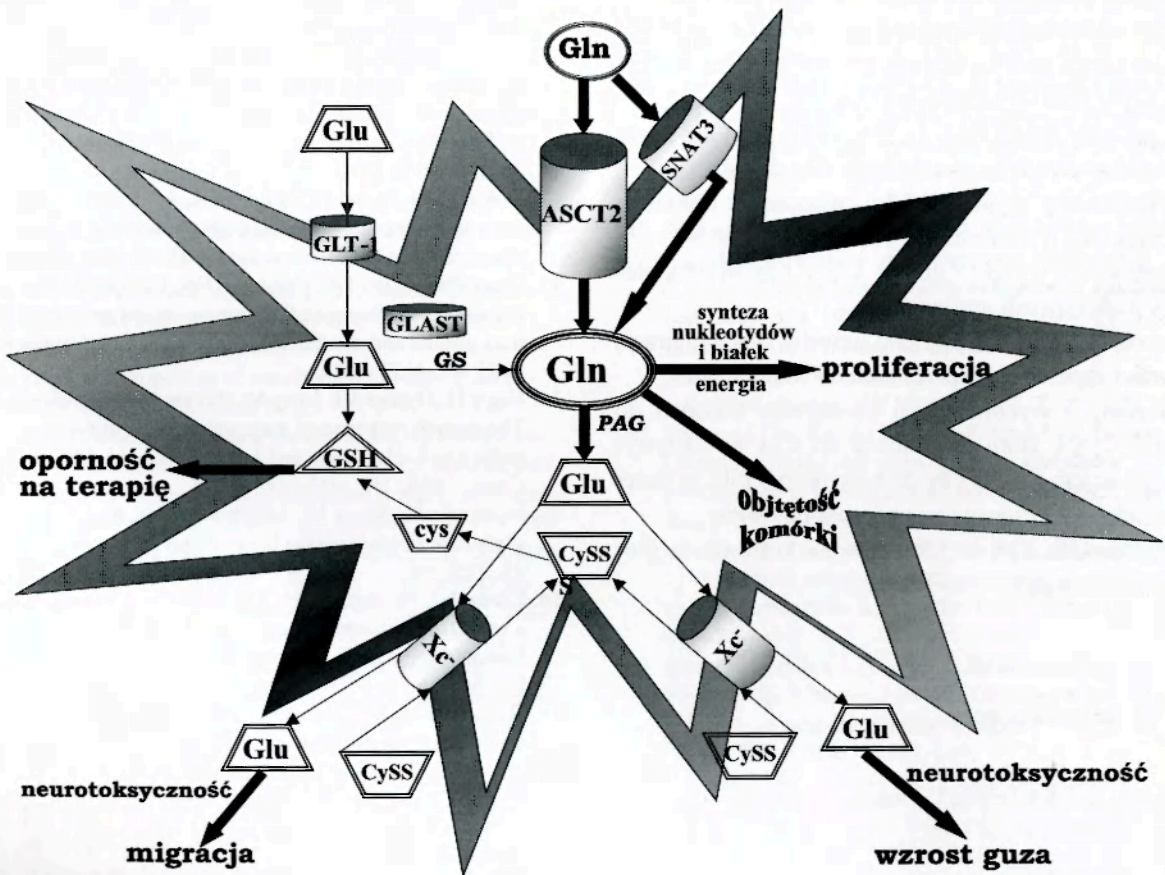 Gln
Glu
SNAT3
ASCT2
GLT-1
GLAST
synteza
nukleotydów
i białek
Glu
GS
Gln
energia
proliferacja
PAG
oporność
na terapię
GSH
Glu
Objtętość
komórki
cys
CySS
S
Xc-
Xc-
Glu
CySS
CySS
Glu
neurotoksyczność
neurotoksyczność
migracja
wzrost guza